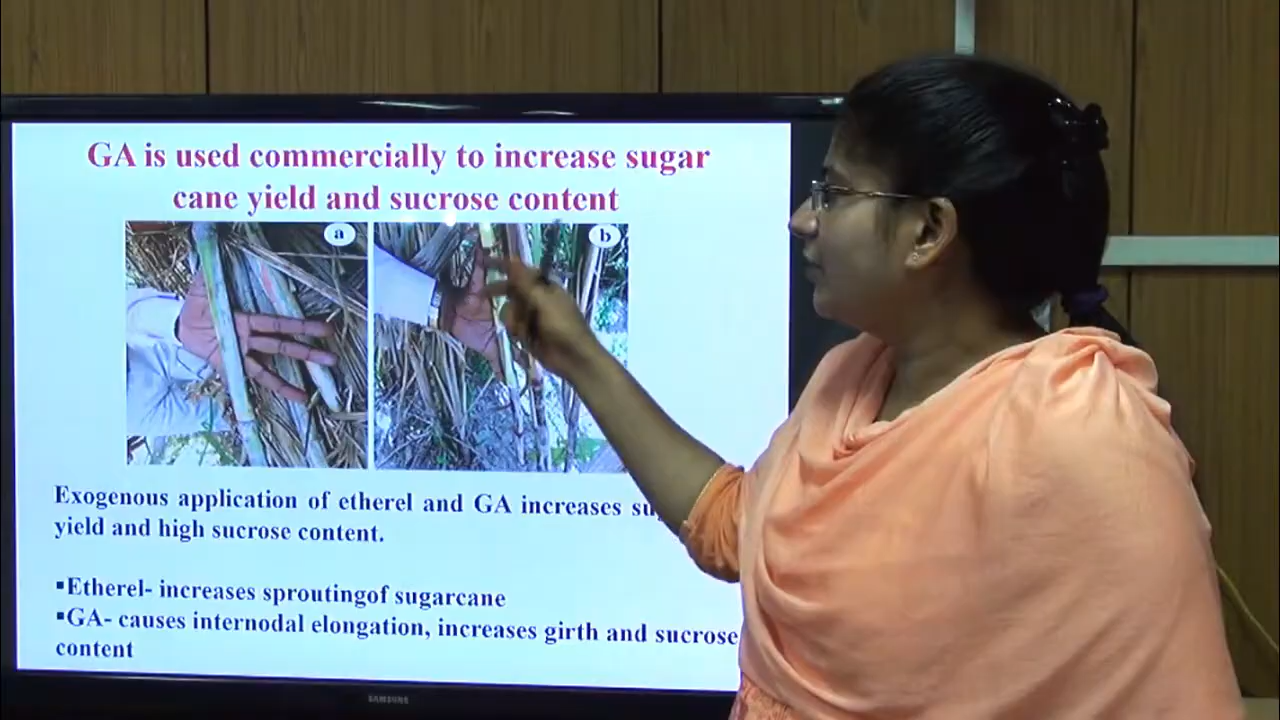 GA is used commercially to increase sugar
cane yield and sucrose content
a
b
Exogenous application of etherel and GA increases
yield and high sucrose content.
▪Etherel- increases sproutingof sugarcane
▪GA- causes internodal elongation, increases girth and sucrose
content
SAMSUNG